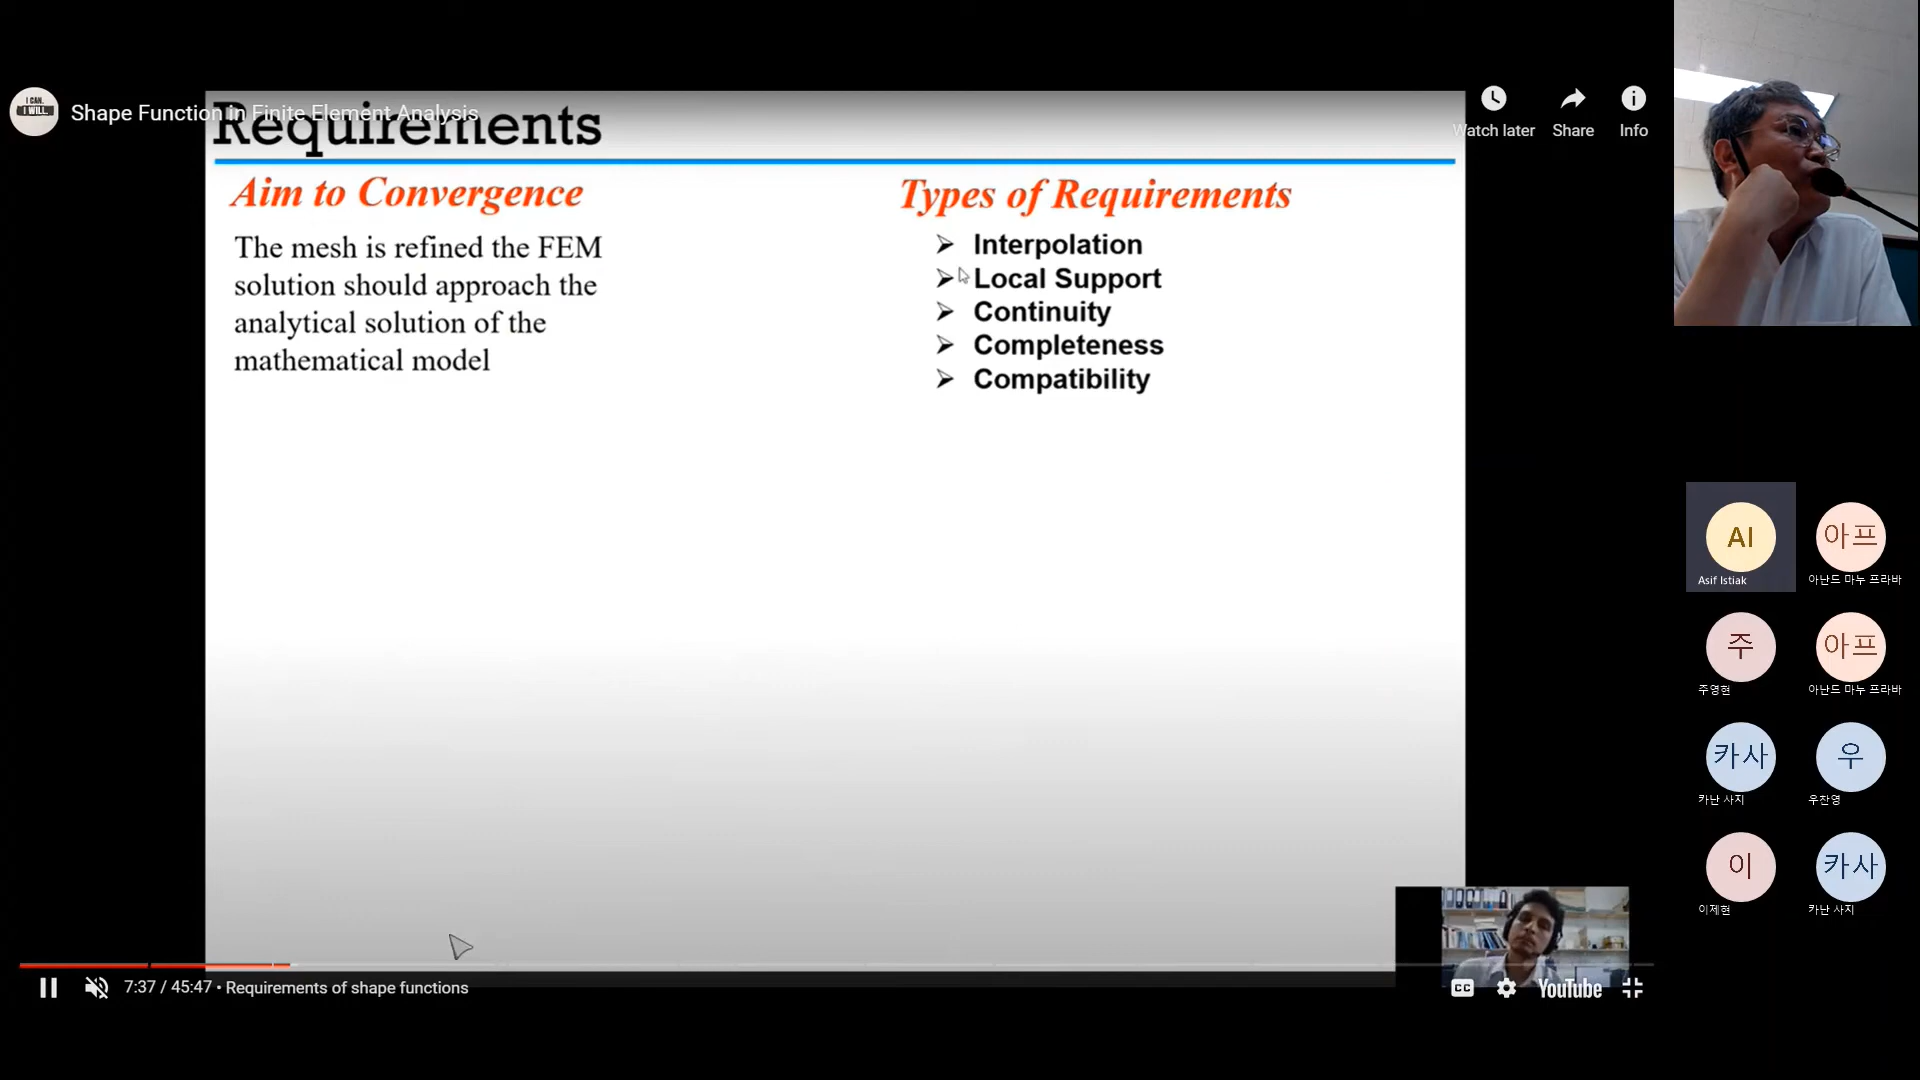 I CAN.
I WILL.
Shape Function in Finite Element Analysis
Requirements
Watch later
Share
Info
Aim to Convergence
The mesh is refined the FEM
solution should approach the
analytical solution of the
mathematical model
Types of Requirements
➢ Interpolation
➢ Local Support
➢ Continuity
➢ Completeness
➢ Compatibility
AI
Asif Istiak
아프
아난드 마누 프라바
주
주영현
아프
아난드 마누 프라바
카사
카난 사지
우
우찬영
이
이제현
카사
카난 사지
7:37 / 45:47 • Requirements of shape functions
CC
YouTube